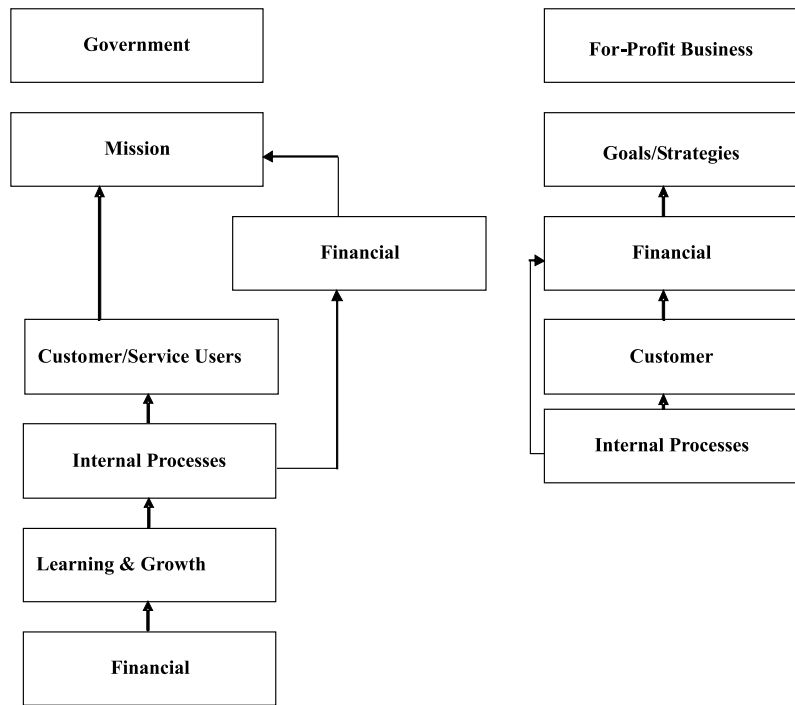 Government
For-Profit Business
Mission
Goals/Strategies
Financial
Financial
Customer/Service Users
Customer
Internal Processes
Internal Processes
Learning & Growth
Financial